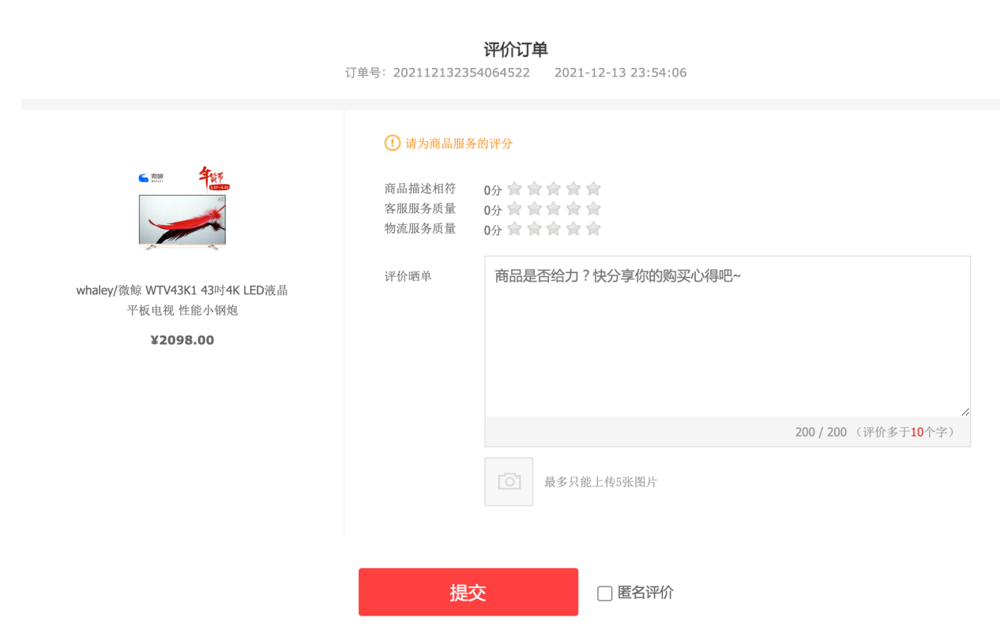 评价订单
订单号：202112132354064522 2021-12-13 23:54:06
请为商品服务的评分
微鲸
WHALEY
年货节
商品描述相符 0分
客服服务质量 0分
物流服务质量 0分
评价晒单
商品是否给力？快分享你的购买心得吧~
whaley/微鲸 WTV43K1 43吋4K LED液晶
平板电视 性能小钢炮
¥2098.00
200 / 200 （评价多于10个字）
最多只能上传5张图片
提交
匿名评价